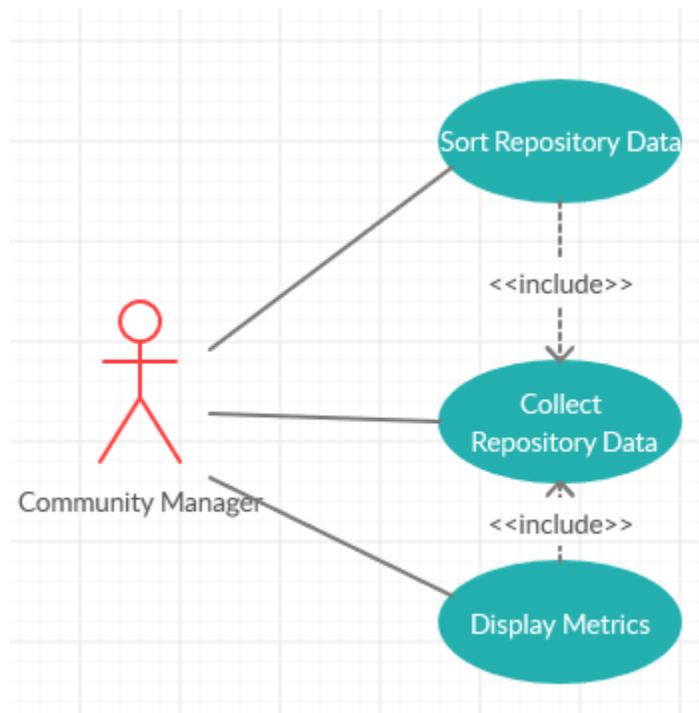 Sort Repository Data
<<include>>
Collect
Repository Data
Community Manager
<<include>>
Display Metrics